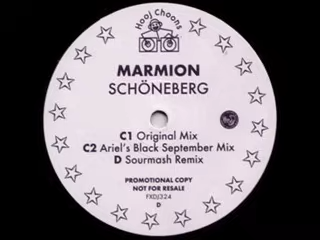 Hooj Choons
MARMION
SCHÖNEBERG
C1 Original Mix
C2 Ariel's Black September Mix
D Sourmash Remix
PROMOTIONAL COPY
NOT FOR RESALE
FXDJ324
D